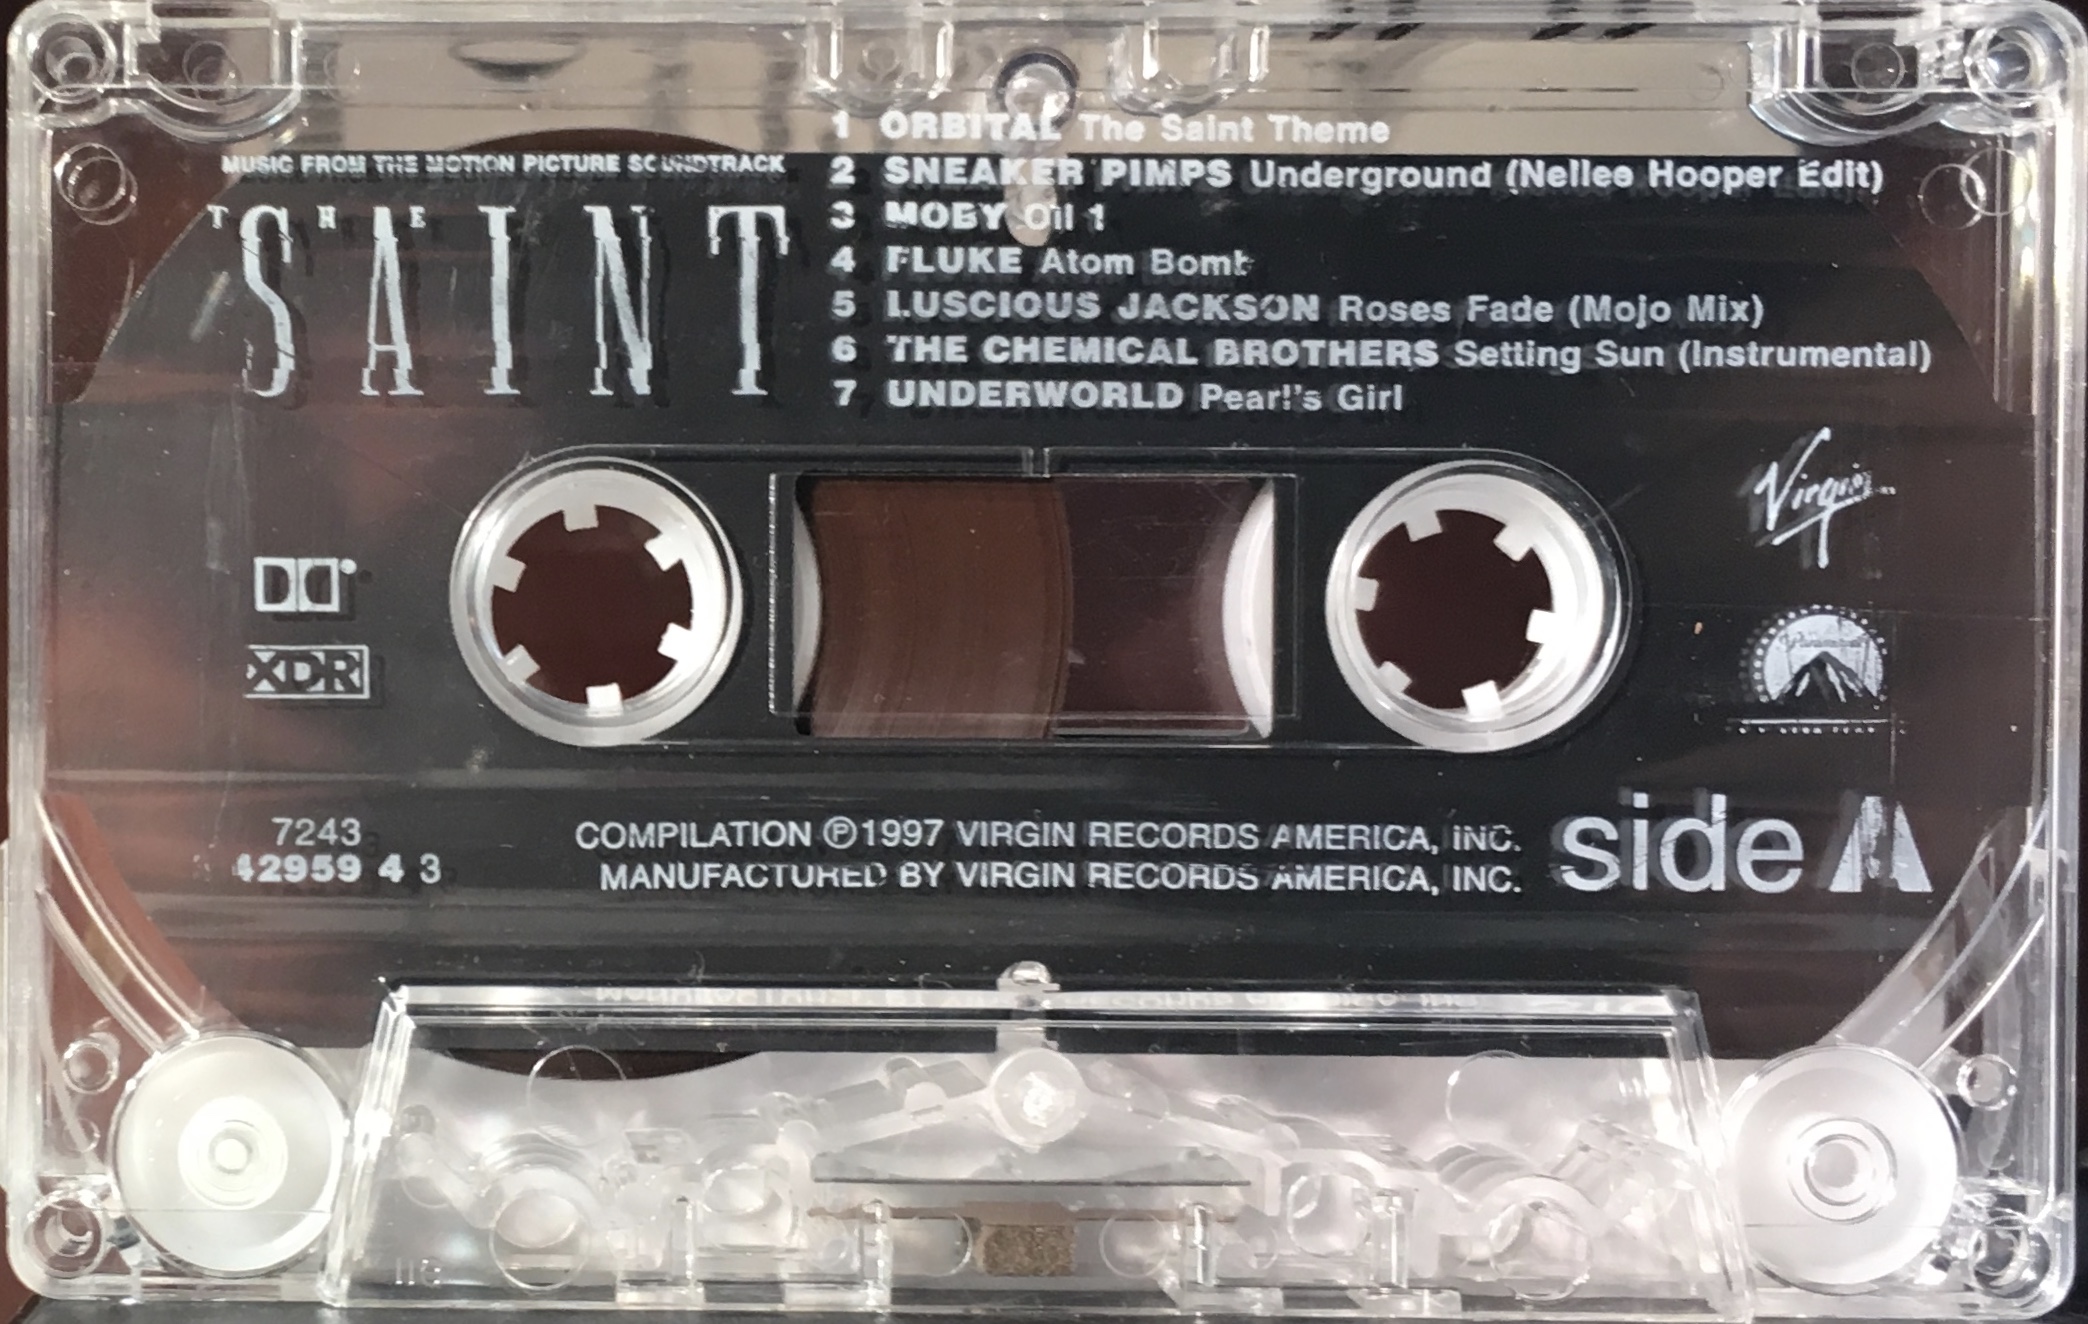 MUSIC FROM THE MOTION PICTURE SOUNDTRACK
THE
SAINT
1 ORBITAL The Saint Theme
2 SNEAKER PIMPS Underground (Nellee Hooper Edit)
3 MOBY Oil 1
4 FLUKE Atom Bomb
5 LUSCIOUS JACKSON Roses Fade (Mojo Mix)
6 THE CHEMICAL BROTHERS Setting Sun (Instrumental)
7 UNDERWORLD Pearl's Girl
Virgin
XDR
Paramount
7243
42959 4 3
COMPILATION ℗1997 VIRGIN RECORDS AMERICA, INC.
MANUFACTURED BY VIRGIN RECORDS AMERICA, INC.
side A